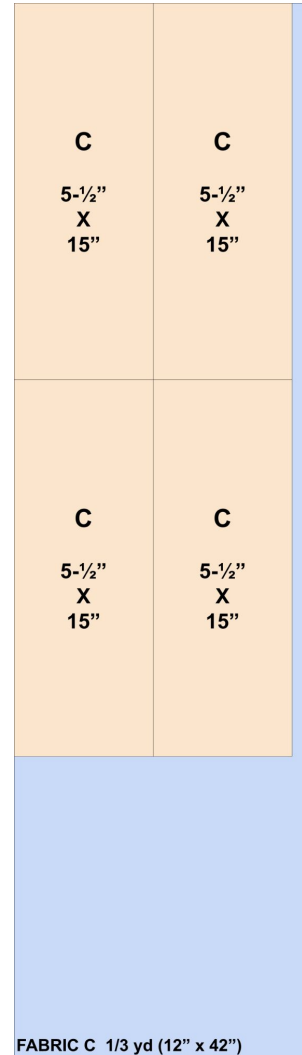 C C
5-½” 5-½”
X X
15” 15”
C C
5-½” 5-½”
X X
15” 15”
FABRIC C 1/3 yd (12” x 42”)